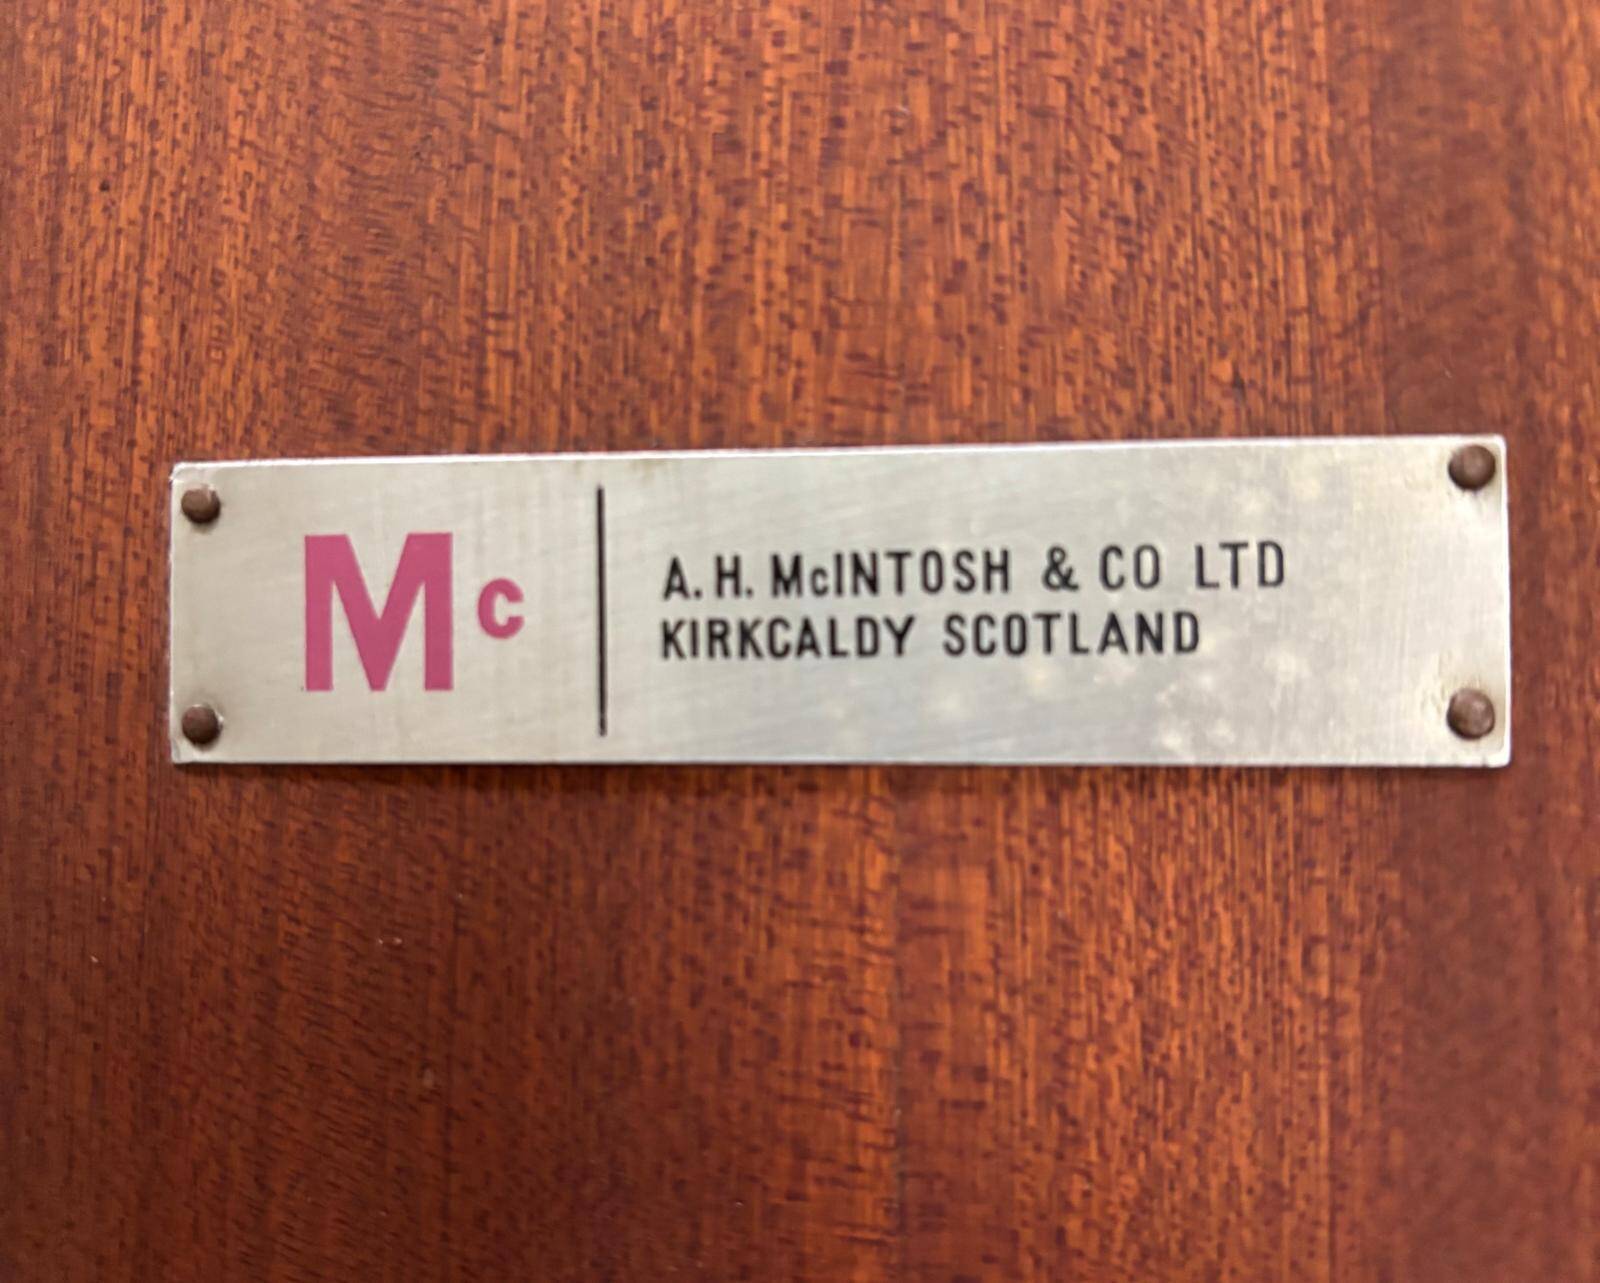 Mc
A.H. McINTOSH & CO LTD
KIRKCALDY SCOTLAND